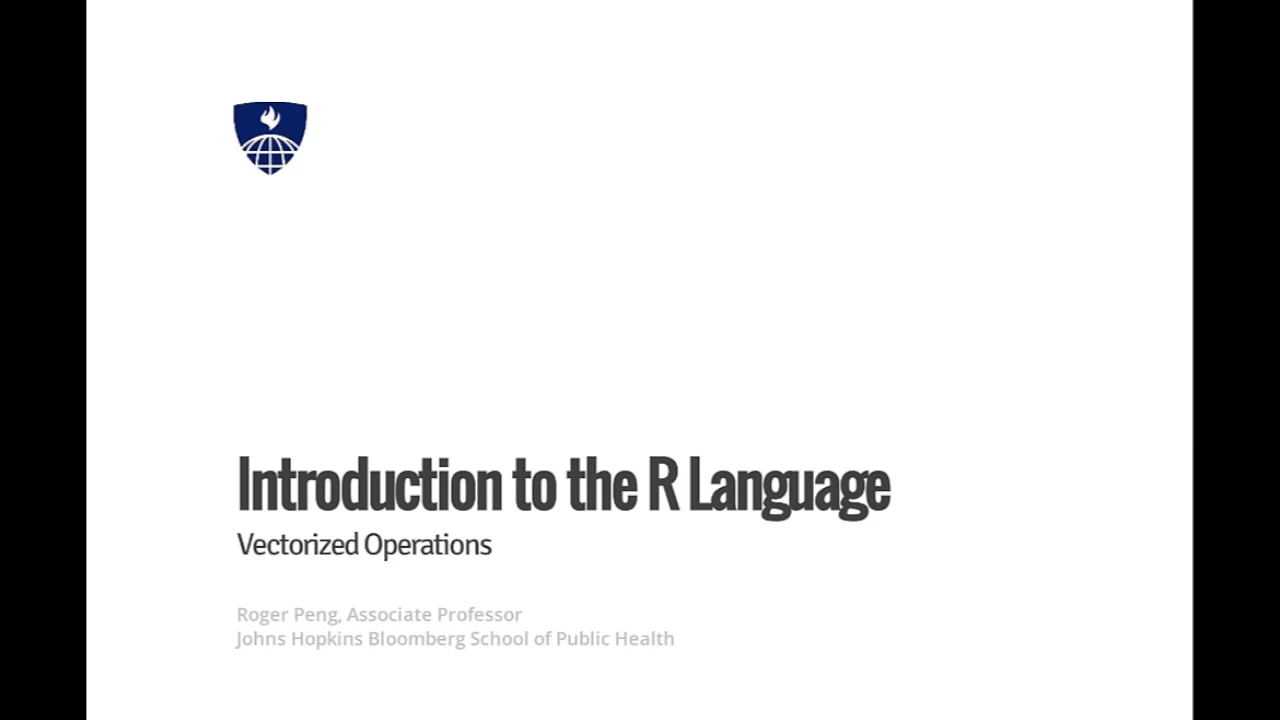 Introduction to the R Language
Vectorized Operations
Roger Peng, Associate Professor
Johns Hopkins Bloomberg School of Public Health